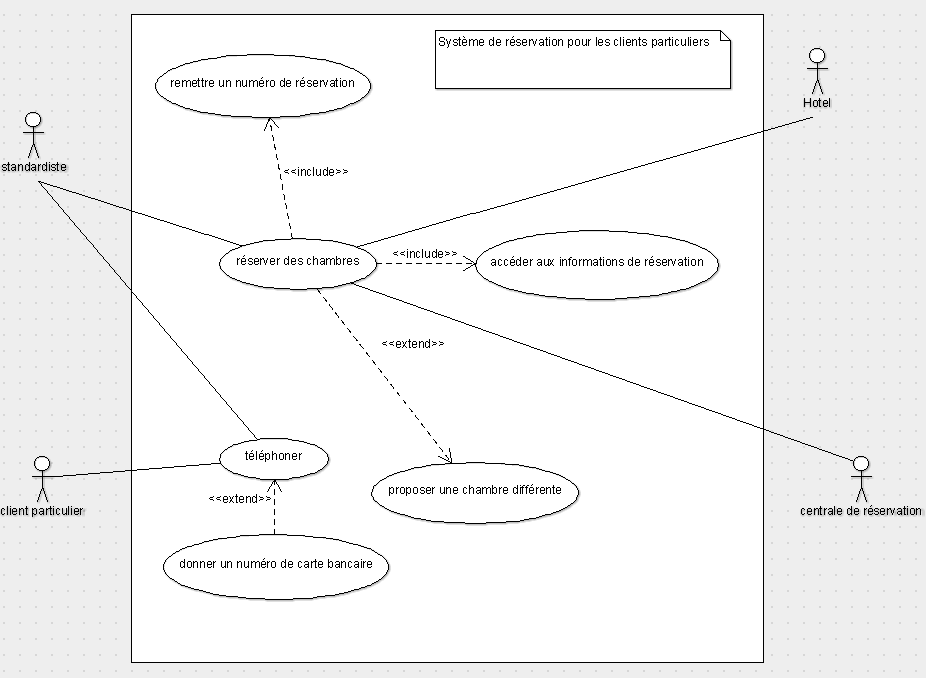 Système de réservation pour les clients particuliers
remettre un numéro de réservation
Hotel
standardiste
<<include>>
réserver des chambres
<<include>>
accéder aux informations de réservation
<<extend>>
téléphoner
client particulier
<<extend>>
proposer une chambre différente
centrale de réservation
donner un numéro de carte bancaire